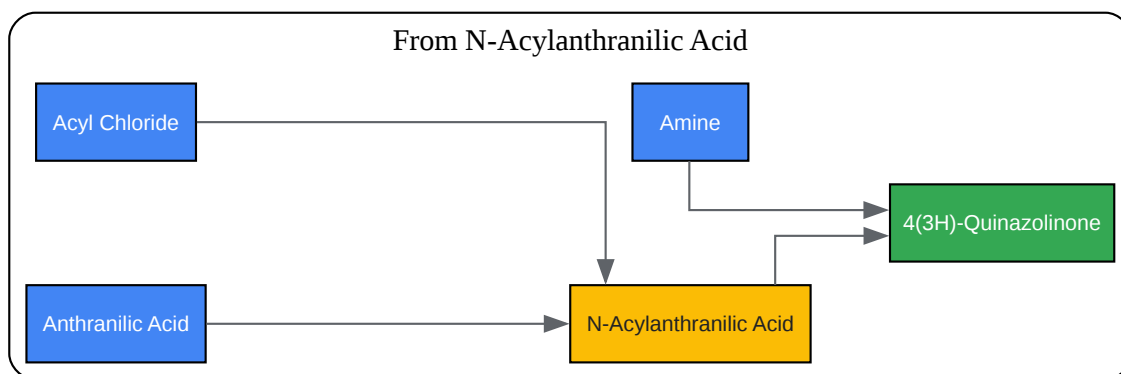 From N-Acylanthranilic Acid
Acyl Chloride
Amine
4(3H)-Quinazolinone
Anthranilic Acid
N-Acylanthranilic Acid